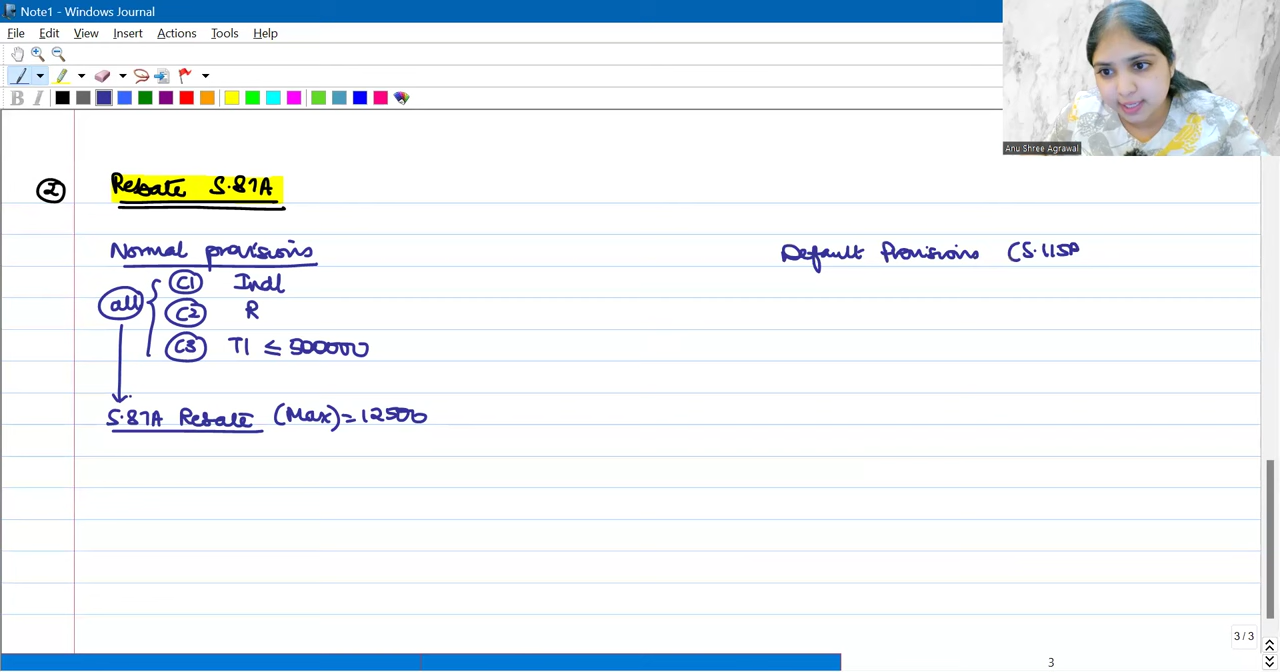 Note1 - Windows Journal
File Edit View Insert Actions Tools Help
B I
Anu Shree Agrawal
2 Rebate S.87A
Normal provisions
Default Provisions (S.115B
all { C1 Indl
C2 R
C3 TI ≤ 500000
S.87A Rebate (Max) = 12500
3 / 3
3